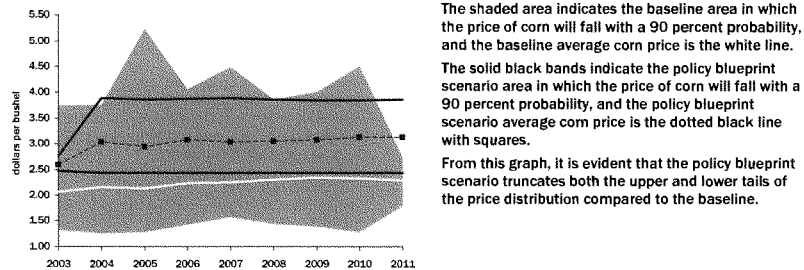 The shaded area indicates the baseline area in which
the price of corn will fall with a 90 percent probability,
and the baseline average corn price is the white line.
The solid black bands indicate the policy blueprint
scenario area in which the price of corn will fall with a
90 percent probability, and the policy blueprint
scenario average corn price is the dotted black line
with squares.
From this graph, it is evident that the policy blueprint
scenario truncates both the upper and lower tails of
the price distribution compared to the baseline.
dollars per bushel
5.50
5.00
4.50
4.00
3.50
3.00
2.50
2.00
1.50
1.00
2003 2004 2005 2006 2007 2008 2009 2010 2011